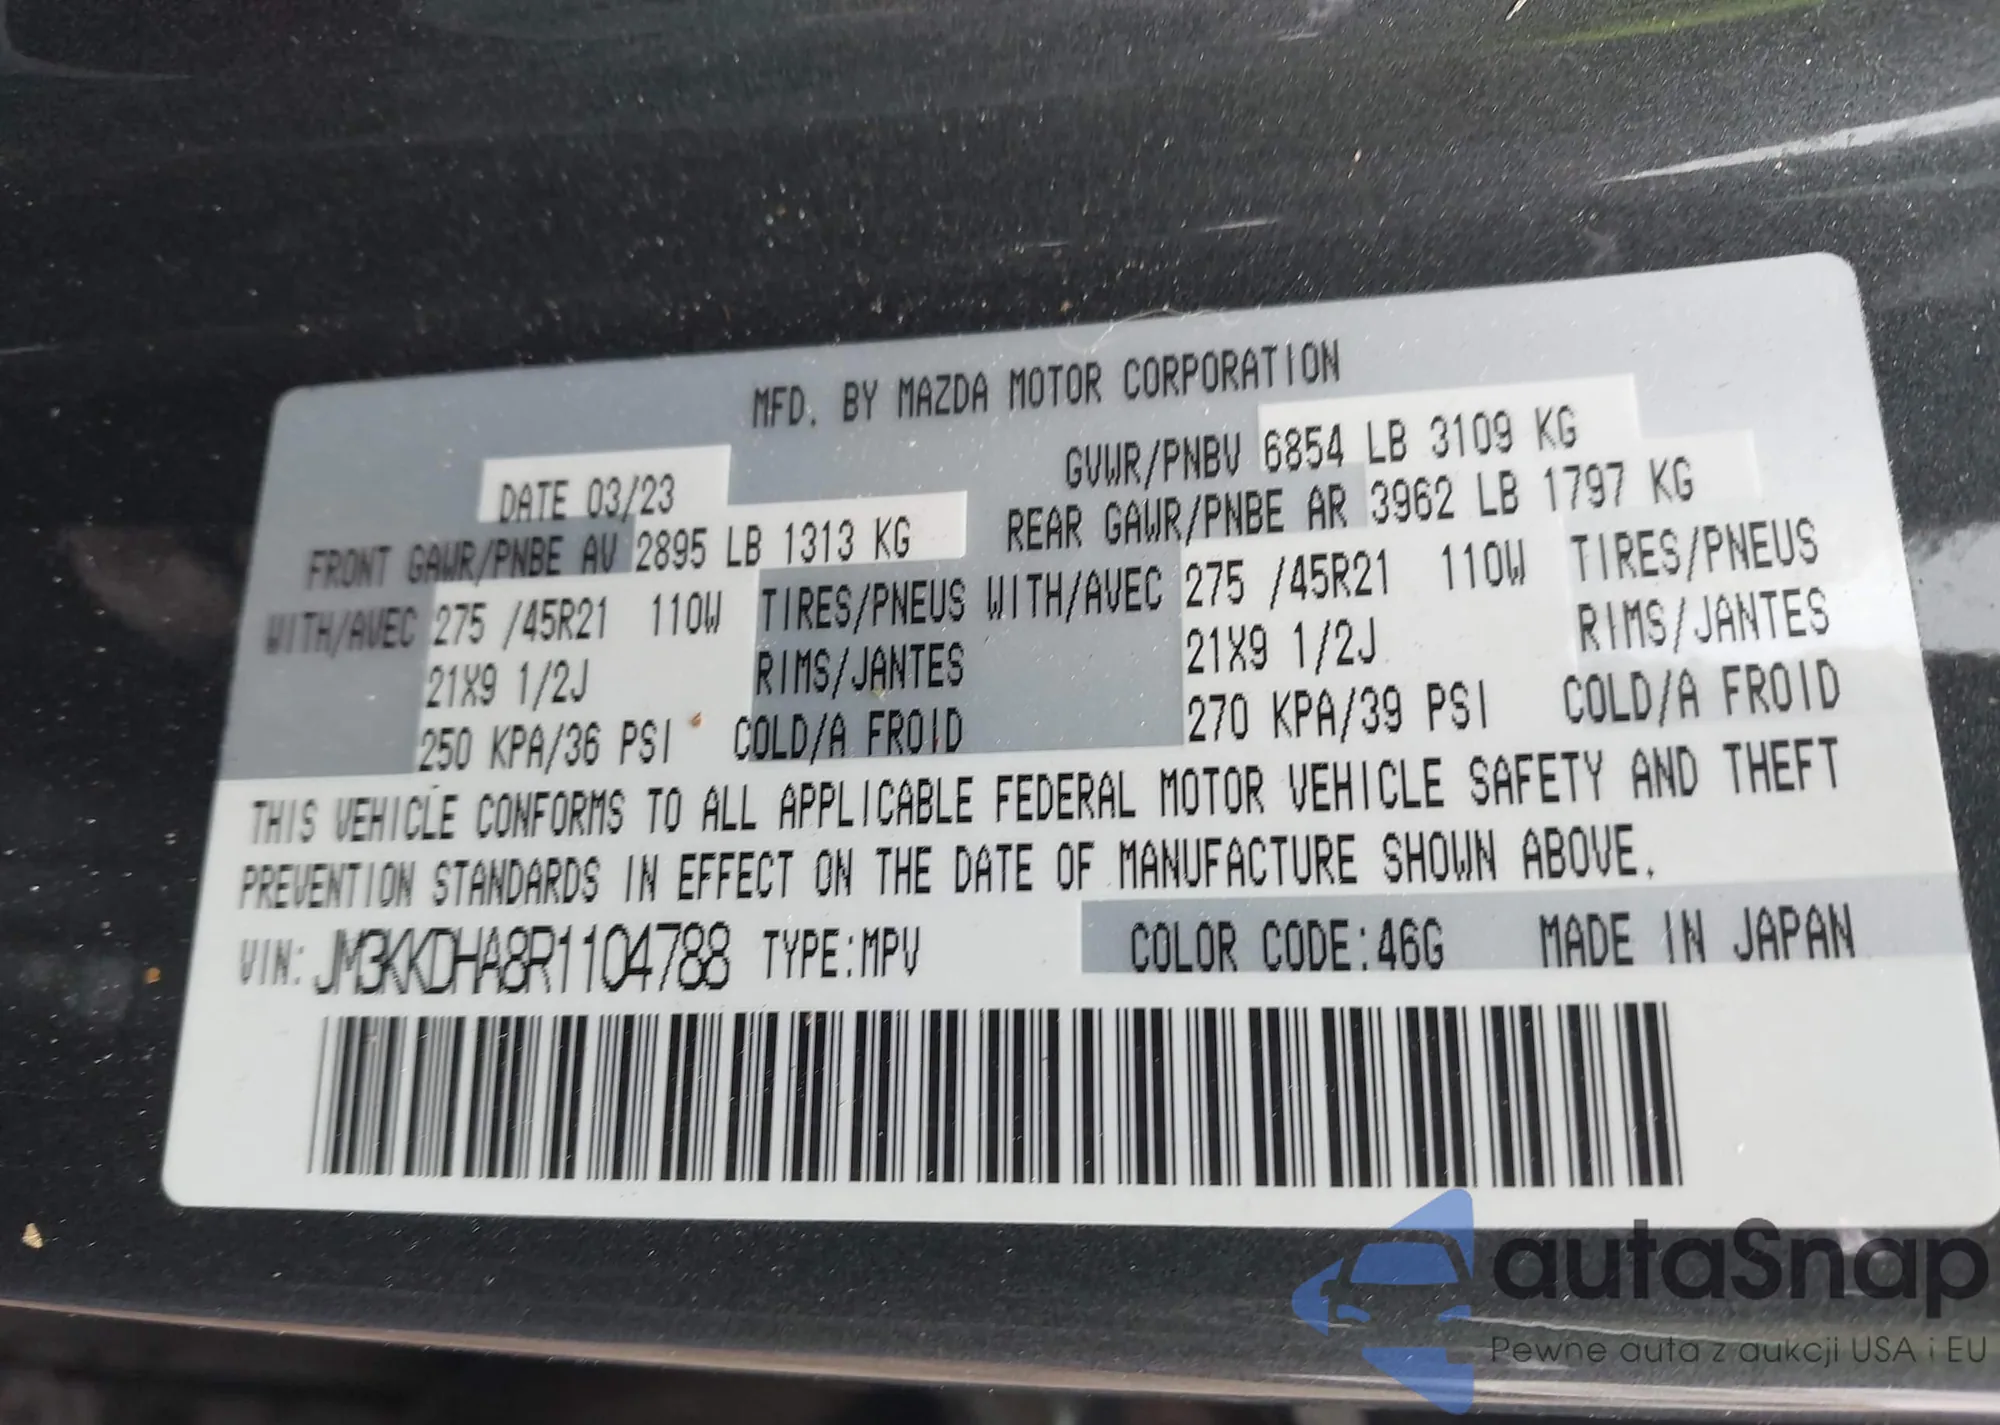 MFD. BY MAZDA MOTOR CORPORATION
DATE 03/23 GVWR/PNBV 6854 LB 3109 KG
FRONT GAWR/PNBE AV 2895 LB 1313 KG REAR GAWR/PNBE AR 3962 LB 1797 KG
WITH/AVEC 275 /45R21 110W TIRES/PNEUS WITH/AVEC 275 /45R21 110W TIRES/PNEUS
21X9 1/2J RIMS/JANTES 21X9 1/2J RIMS/JANTES
250 KPA/36 PSI COLD/A FROID 270 KPA/39 PSI COLD/A FROID
THIS VEHICLE CONFORMS TO ALL APPLICABLE FEDERAL MOTOR VEHICLE SAFETY AND THEFT
PREVENTION STANDARDS IN EFFECT ON THE DATE OF MANUFACTURE SHOWN ABOVE.
VIN: JM3KKDHA8R1104788 TYPE:MPV COLOR CODE:46G MADE IN JAPAN
autaSnap
Pewne auta z aukcji USA i EU